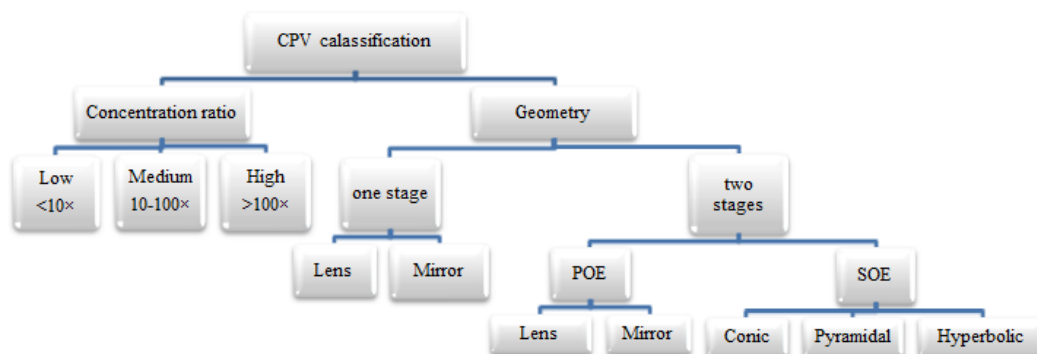 CPV calassification
Concentration ratio
Geometry
Low
<10×
Medium
10-100×
High
>100×
one stage
two
stages
Lens
Mirror
POE
SOE
Lens
Mirror
Conic
Pyramidal
Hyperbolic